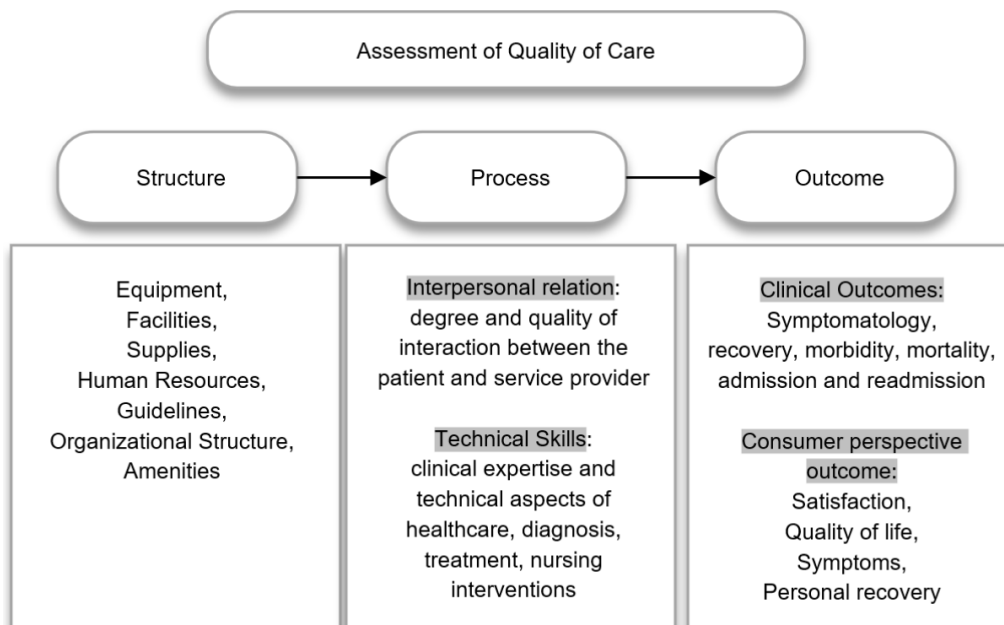 Assessment of Quality of Care
Structure
Process
Outcome
Equipment,
Facilities,
Supplies,
Human Resources,
Guidelines,
Organizational Structure,
Amenities
Interpersonal relation:
degree and quality of
interaction between the
patient and service provider
Technical Skills:
clinical expertise and
technical aspects of
healthcare, diagnosis,
treatment, nursing
interventions
Clinical Outcomes:
Symptomatology,
recovery, morbidity, mortality,
admission and readmission
Consumer perspective
outcome:
Satisfaction,
Quality of life,
Symptoms,
Personal recovery